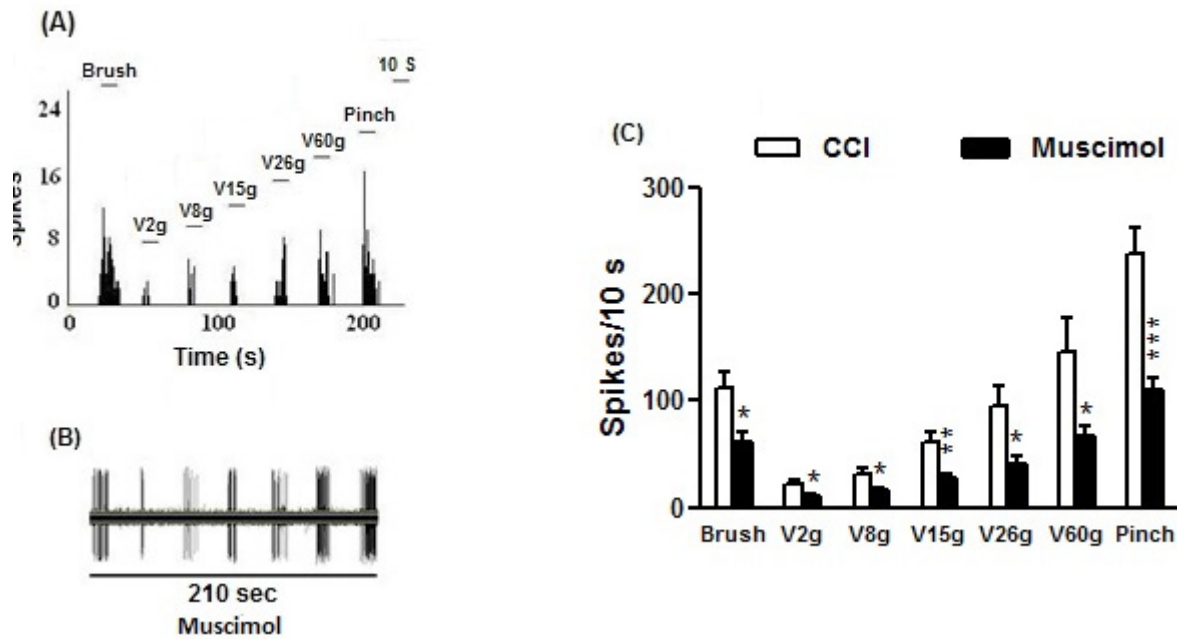 (A)
10 S
Brush
Pinch
V60g
V26g
V15g
V8g
V2g
24
16
8
0
Spikes
0 100 200
Time (s)
(B)
210 sec
Muscimol
(C)
CCI Muscimol
300
200
100
0
Spikes/10 s
*
*
*
**
*
*
***
Brush V2g V8g V15g V26g V60g Pinch